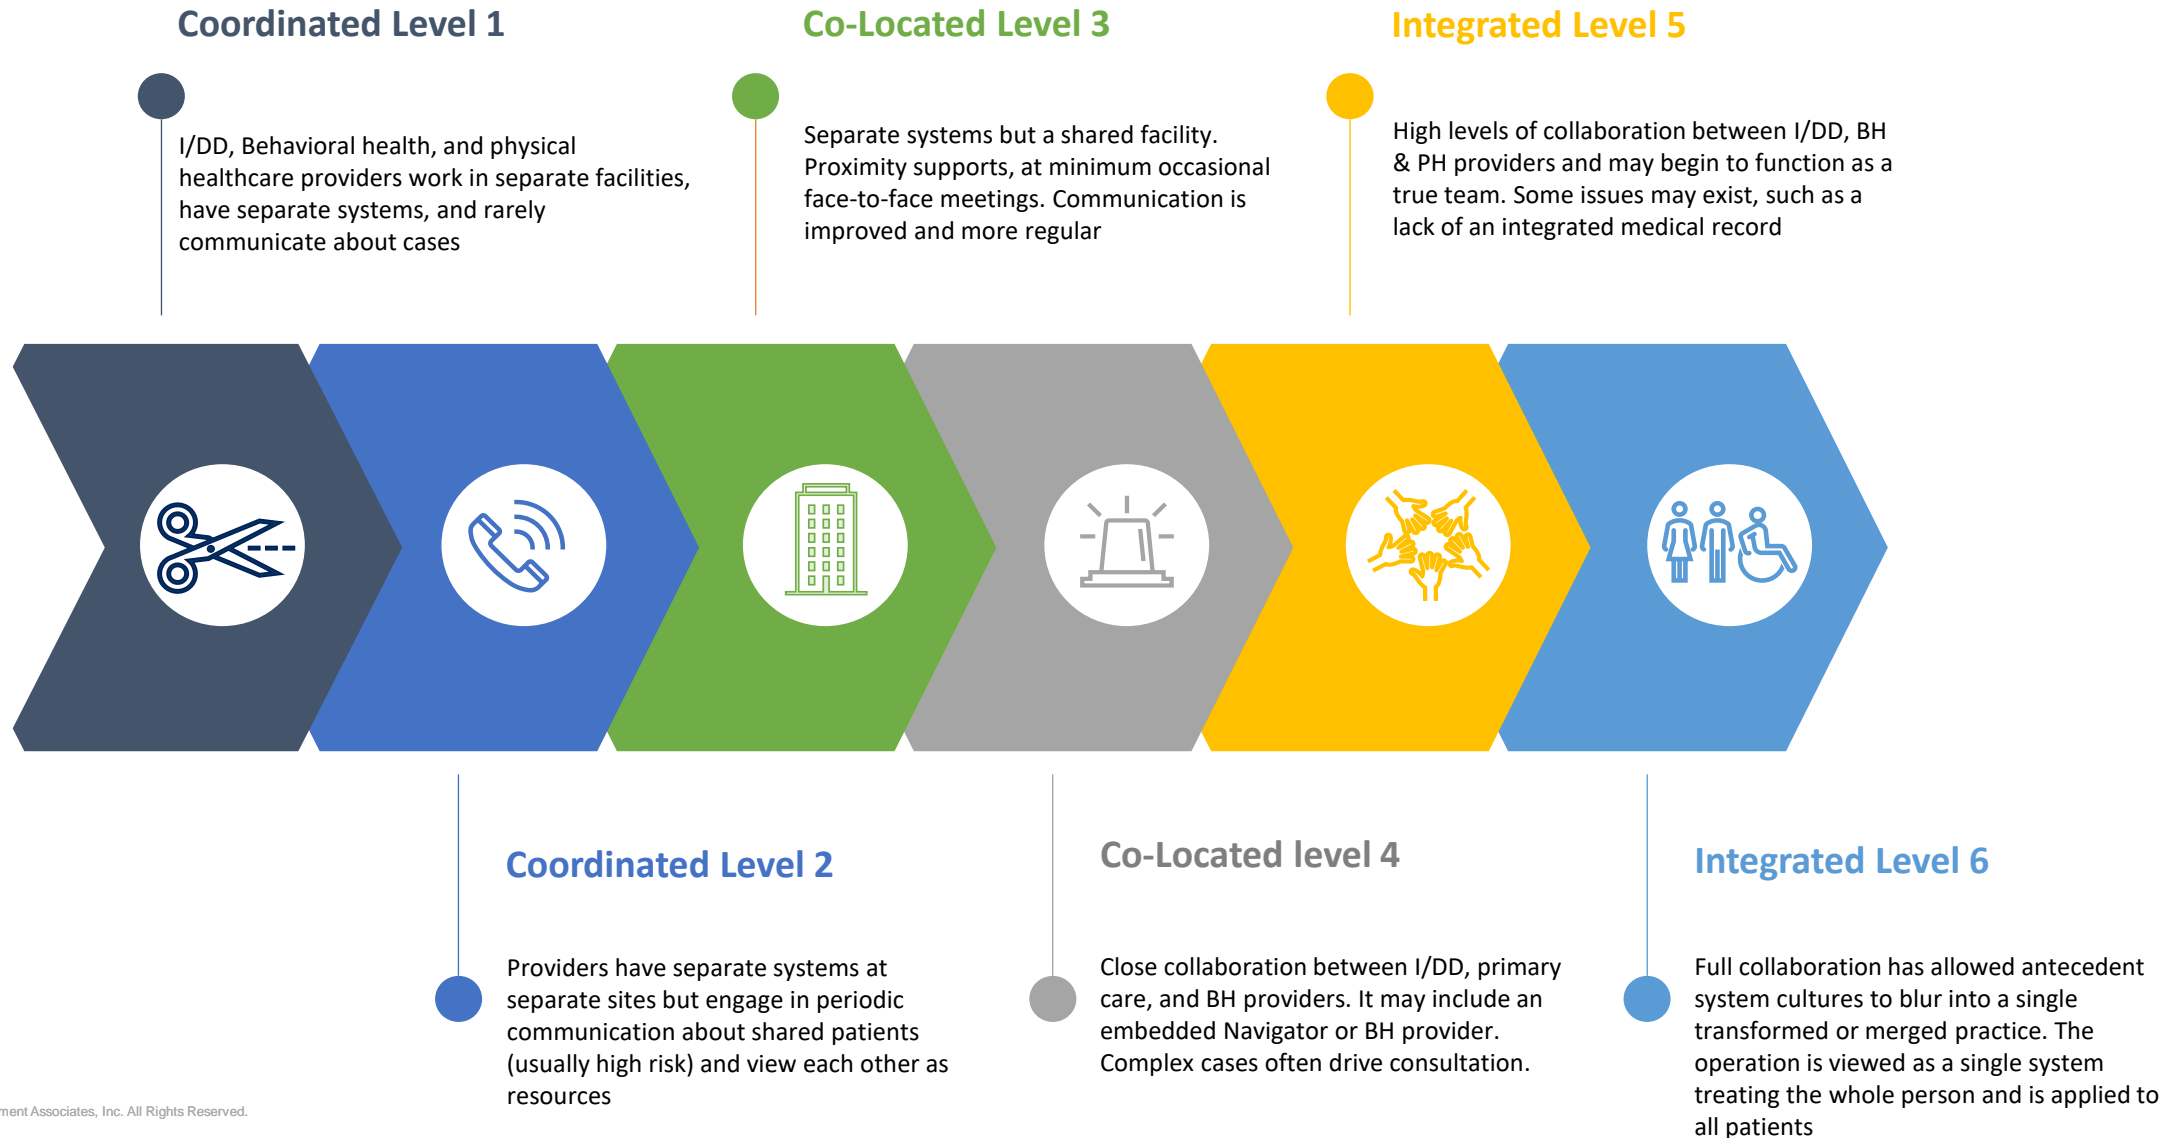 Coordinated Level 1
I/DD, Behavioral health, and physical
healthcare providers work in separate facilities,
have separate systems, and rarely
communicate about cases
Co-Located Level 3
Separate systems but a shared facility.
Proximity supports, at minimum occasional
face-to-face meetings. Communication is
improved and more regular
Integrated Level 5
High levels of collaboration between I/DD, BH
& PH providers and may begin to function as a
true team. Some issues may exist, such as a
lack of an integrated medical record
Coordinated Level 2
Providers have separate systems at
separate sites but engage in periodic
communication about shared patients
(usually high risk) and view each other as
resources
Co-Located level 4
Close collaboration between I/DD, primary
care, and BH providers. It may include an
embedded Navigator or BH provider.
Complex cases often drive consultation.
Integrated Level 6
Full collaboration has allowed antecedent
system cultures to blur into a single
transformed or merged practice. The
operation is viewed as a single system
treating the whole person and is applied to
all patients
ment Associates, Inc. All Rights Reserved.